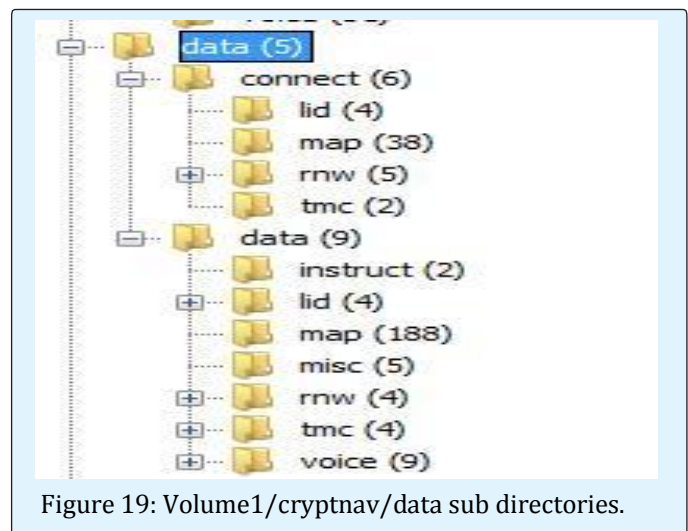 data (5)
connect (6)
lid (4)
map (38)
rnw (5)
tmc (2)
data (9)
instruct (2)
lid (4)
map (188)
misc (5)
rnw (4)
tmc (4)
voice (9)
Figure 19: Volume1/cryptnav/data sub directories.